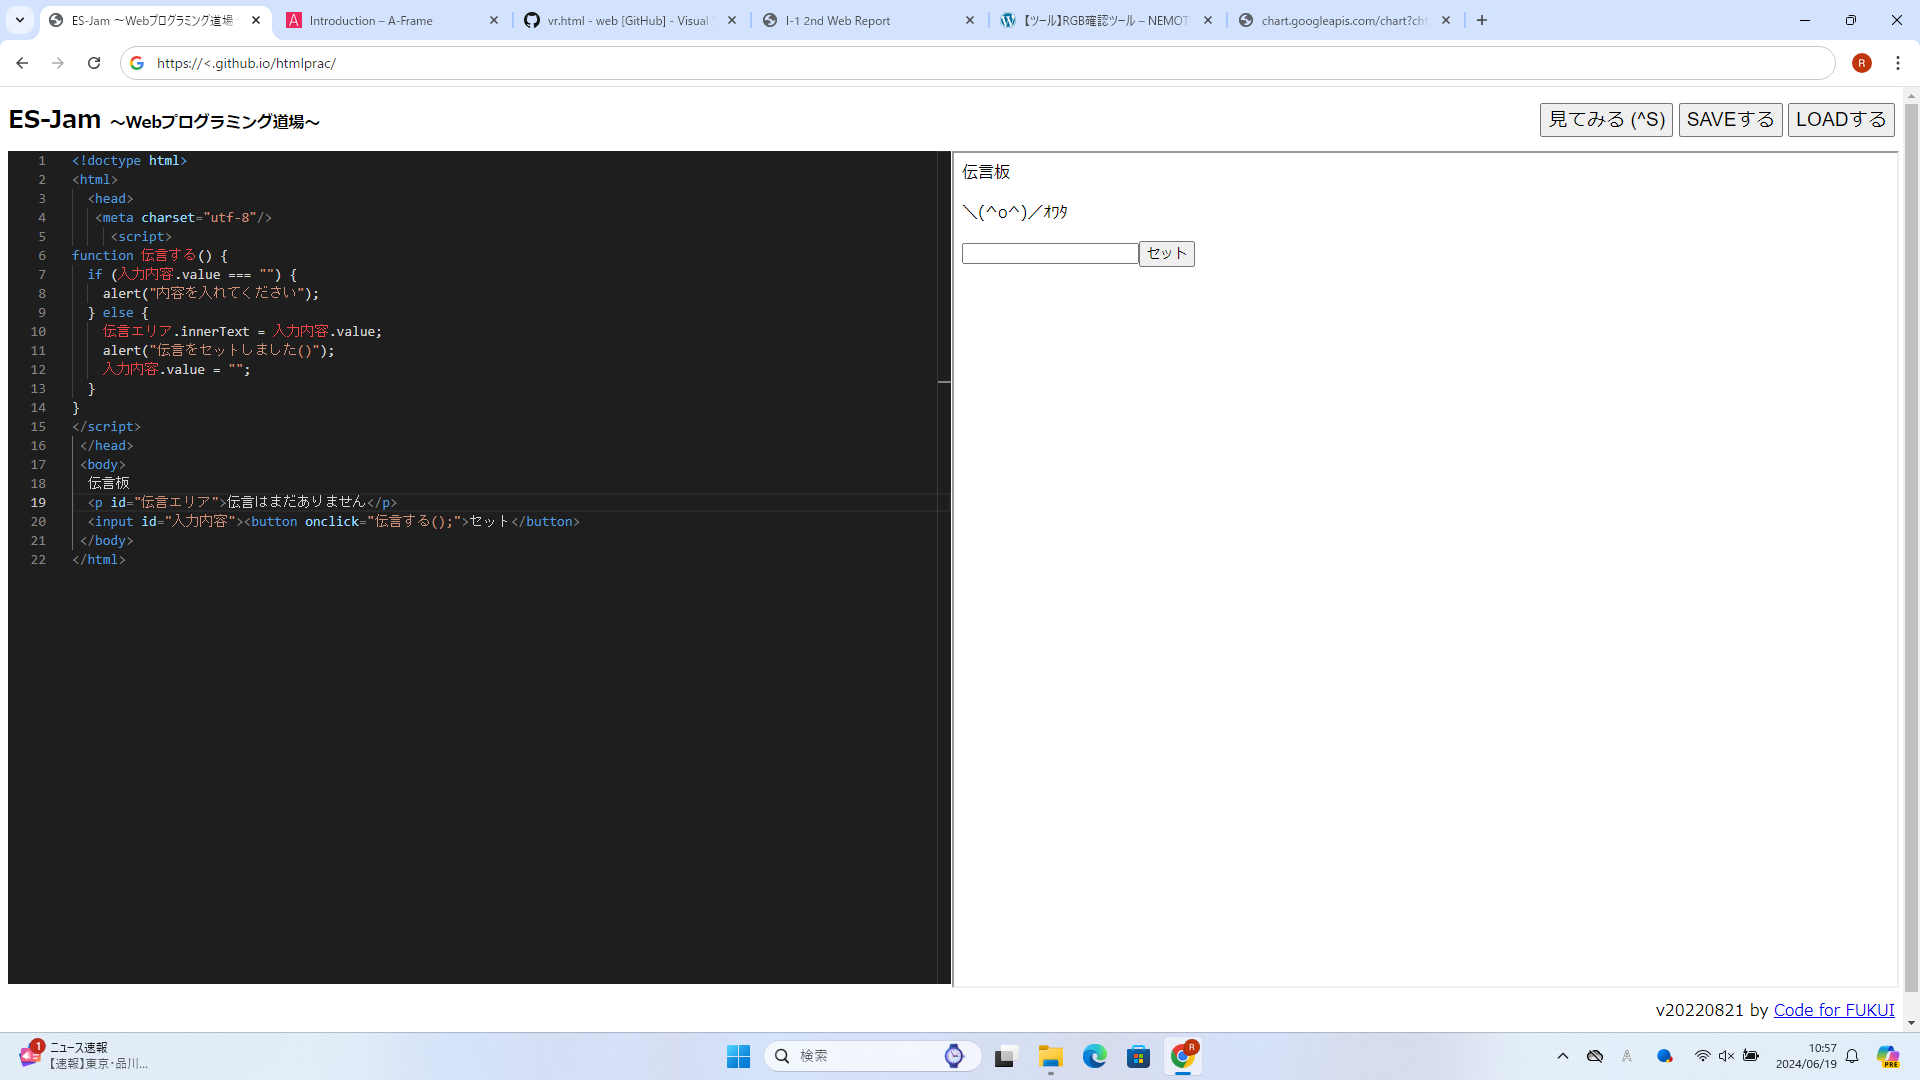 ES-Jam ～Webプログラミング道場
Introduction – A-Frame
vr.html - web [GitHub] - Visual
I-1 2nd Web Report
【ツール】RGB確認ツール – NEMOT
chart.googleapis.com/chart?cht
https://<.github.io/htmlprac/
R
ES-Jam ～Webプログラミング道場～
見てみる (^S)
SAVEする
LOADする
1 <!doctype html>
2 <html>
3 <head>
4 <meta charset="utf-8"/>
5 <script>
6 function 伝言する() {
7 if (入力内容.value === "") {
8 alert("内容を入れてください");
9 } else {
10 伝言エリア.innerText = 入力内容.value;
11 alert("伝言をセットしました()");
12 入力内容.value = "";
13 }
14 }
15 </script>
16 </head>
17 <body>
18 伝言板
19 <p id="伝言エリア">伝言はまだありません</p>
20 <input id="入力内容"><button onclick="伝言する();">セット</button>
21 </body>
22 </html>
伝言板
＼(^o^)／ｵﾜﾀ
セット
v20220821 by Code for FUKUI
1
ニュース速報
【速報】東京・品川...
検索
R
A
10:57
2024/06/19
PRE